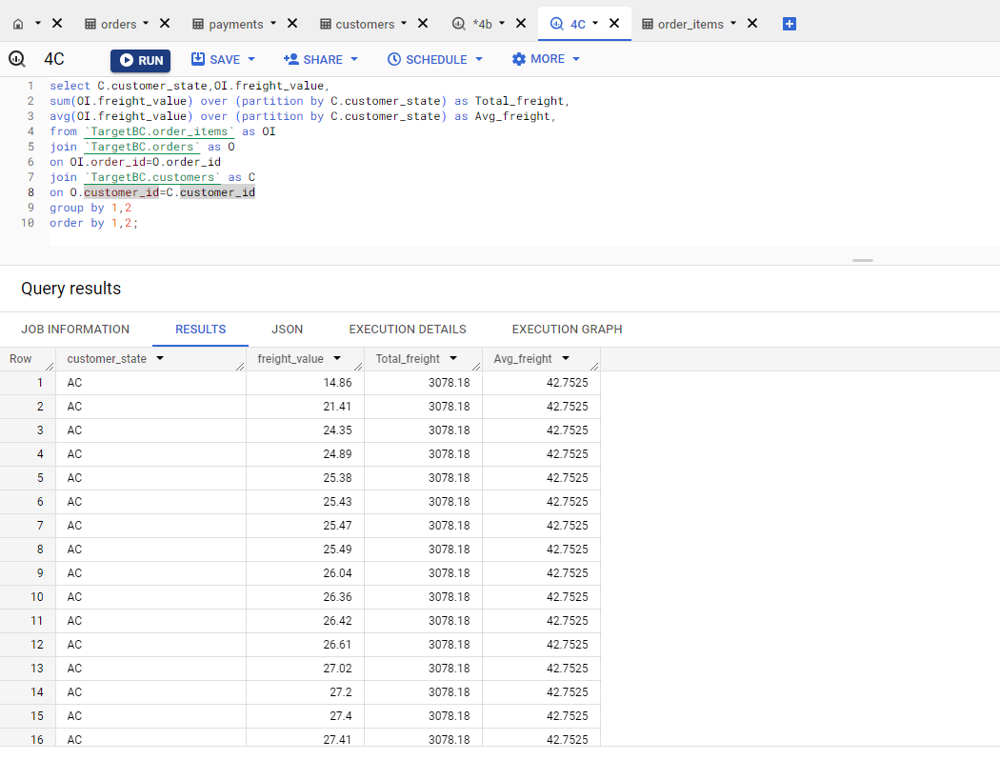 orders payments customers *4b 4C order_items
4C RUN SAVE SHARE SCHEDULE MORE
1 select C.customer_state,OI.freight_value,
2 sum(OI.freight_value) over (partition by C.customer_state) as Total_freight,
3 avg(OI.freight_value) over (partition by C.customer_state) as Avg_freight,
4 from `TargetBC.order_items` as OI
5 join `TargetBC.orders` as O
6 on OI.order_id=O.order_id
7 join `TargetBC.customers` as C
8 on O.customer_id=C.customer_id
9 group by 1,2
10 order by 1,2;
Query results
JOB INFORMATION RESULTS JSON EXECUTION DETAILS EXECUTION GRAPH
Row customer_state freight_value Total_freight Avg_freight
1 AC 14.86 3078.18 42.7525
2 AC 21.41 3078.18 42.7525
3 AC 24.35 3078.18 42.7525
4 AC 24.89 3078.18 42.7525
5 AC 25.38 3078.18 42.7525
6 AC 25.43 3078.18 42.7525
7 AC 25.47 3078.18 42.7525
8 AC 25.49 3078.18 42.7525
9 AC 26.04 3078.18 42.7525
10 AC 26.36 3078.18 42.7525
11 AC 26.42 3078.18 42.7525
12 AC 26.61 3078.18 42.7525
13 AC 27.02 3078.18 42.7525
14 AC 27.2 3078.18 42.7525
15 AC 27.4 3078.18 42.7525
16 AC 27.41 3078.18 42.7525